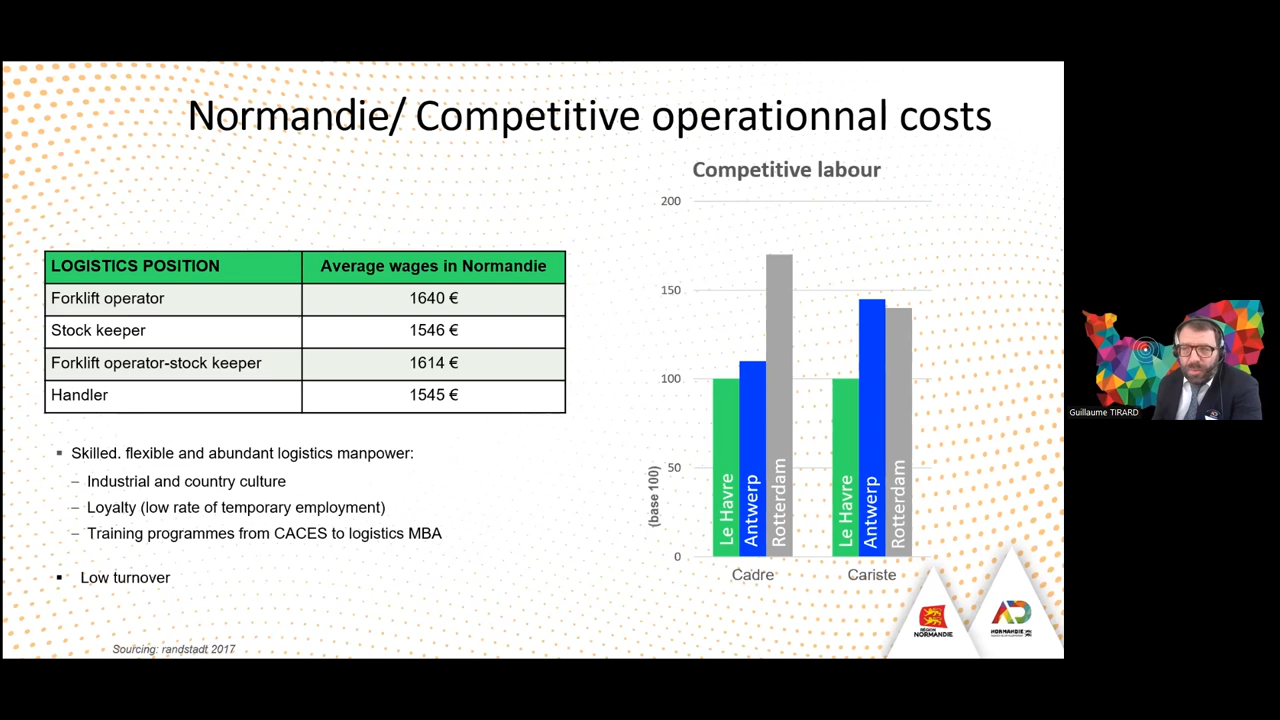 Normandie/ Competitive operationnal costs
LOGISTICS POSITION Average wages in Normandie
Forklift operator 1640 €
Stock keeper 1546 €
Forklift operator-stock keeper 1614 €
Handler 1545 €
▪ Skilled. flexible and abundant logistics manpower:
– Industrial and country culture
– Loyalty (low rate of temporary employment)
– Training programmes from CACES to logistics MBA
▪ Low turnover
Sourcing: randstadt 2017
Competitive labour
200
150
100
50
0
(base 100)
Le Havre
Antwerp
Rotterdam
Le Havre
Antwerp
Rotterdam
Cadre Cariste
RÉGION
NORMANDIE
AD
NORMANDIE
Guillaume TIRARD